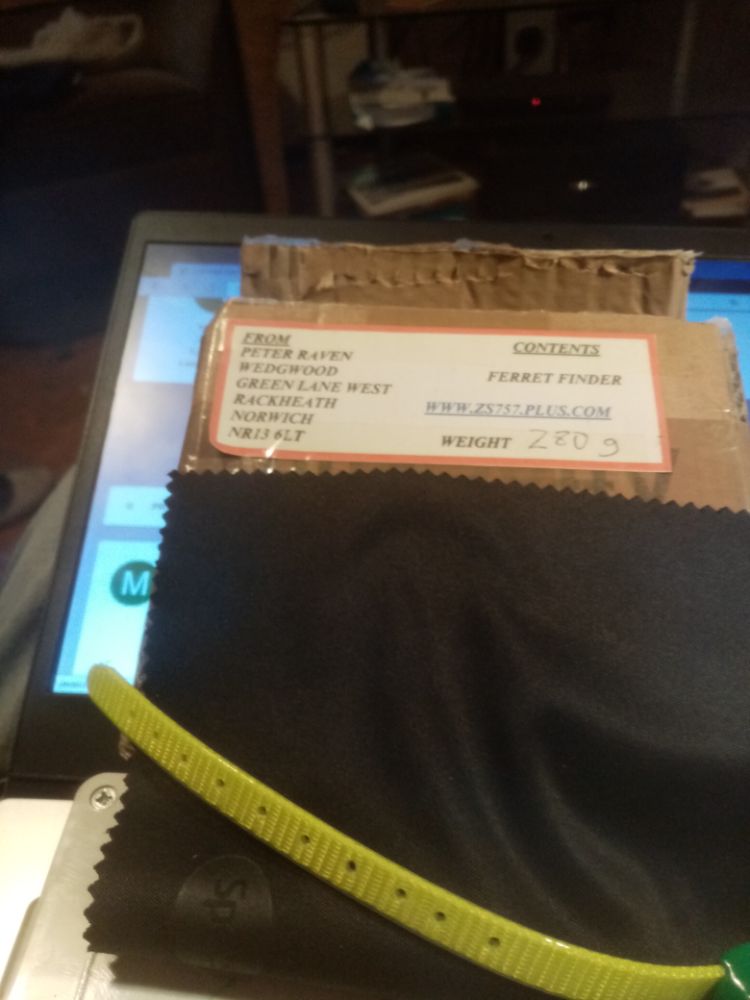 FROM
PETER RAVEN
WEDGWOOD
GREEN LANE WEST
RACKHEATH
NORWICH
NR13 6LT
CONTENTS
FERRET FINDER
WWW.ZS757.PLUS.COM
WEIGHT 280 g
M
Sp